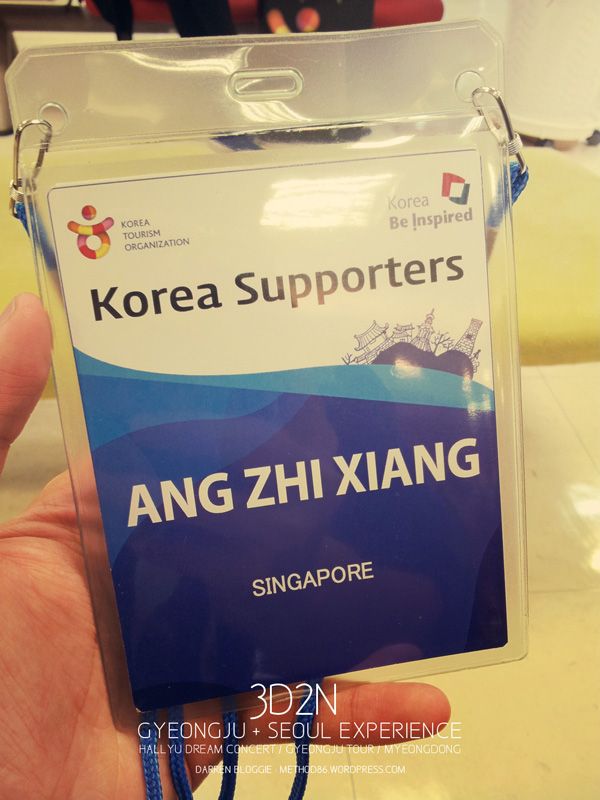 KOREA
TOURISM
ORGANIZATION
Korea
Be Inspired
Korea Supporters
ANG ZHI XIANG
SINGAPORE
3D2N
GYEONGJU + SEOUL EXPERIENCE
HALLYU DREAM CONCERT / GYEONGJU TOUR / MYEONGDONG
DARREN BLOGGIE - METHOD86.WORDPRESS.COM